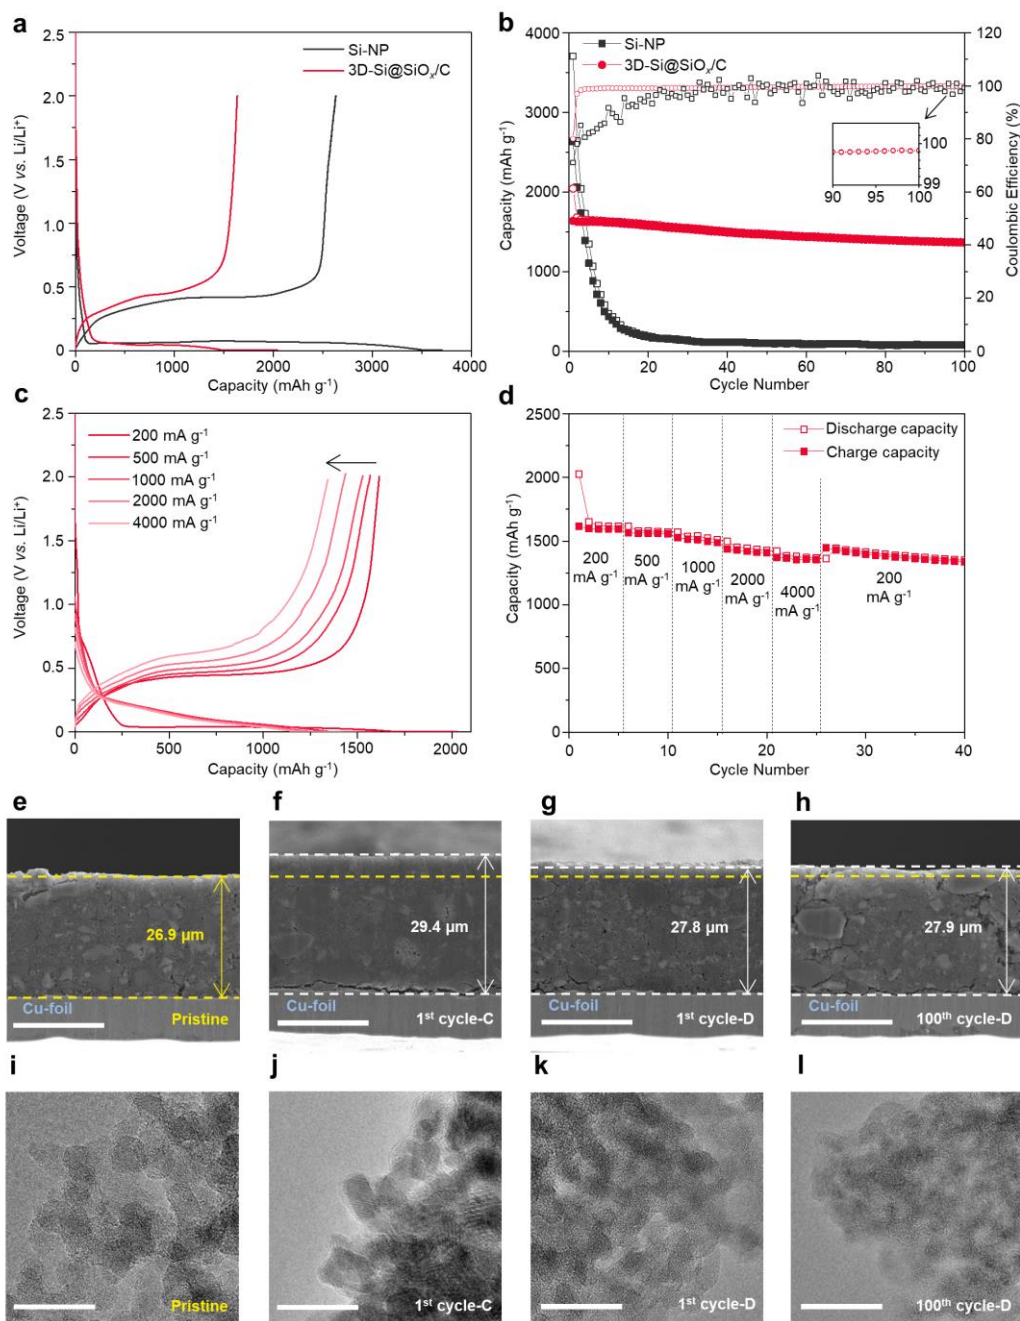 a
2.5
2.0
1.5
1.0
0.5
0
Voltage (V vs. Li/Li⁺)
Si-NP
3D-Si@SiOₓ/C
0 1000 2000 3000 4000
Capacity (mAh g⁻¹)
b
4000
3500
3000
2500
2000
1500
1000
500
0
Capacity (mAh g⁻¹)
Si-NP
3D-Si@SiOₓ/C
100
99
90 95 100
120
100
80
60
40
20
0
Coulombic Efficiency (%)
0 20 40 60 80 100
Cycle Number
c
2.5
2.0
1.5
1.0
0.5
0
Voltage (V vs. Li/Li⁺)
200 mA g⁻¹
500 mA g⁻¹
1000 mA g⁻¹
2000 mA g⁻¹
4000 mA g⁻¹
0 500 1000 1500 2000
Capacity (mAh g⁻¹)
d
2500
2000
1500
1000
500
0
Capacity (mAh g⁻¹)
Discharge capacity
Charge capacity
200
mA g⁻¹
500
mA g⁻¹
1000
mA g⁻¹
2000
mA g⁻¹
4000
mA g⁻¹
200
mA g⁻¹
0 10 20 30 40
Cycle Number
e
26.9 µm
Cu-foil
Pristine
f
29.4 µm
Cu-foil
1ˢᵗ cycle-C
g
27.8 µm
Cu-foil
1ˢᵗ cycle-D
h
27.9 µm
Cu-foil
100ᵗʰ cycle-D
i
Pristine
j
1ˢᵗ cycle-C
k
1ˢᵗ cycle-D
l
100ᵗʰ cycle-D